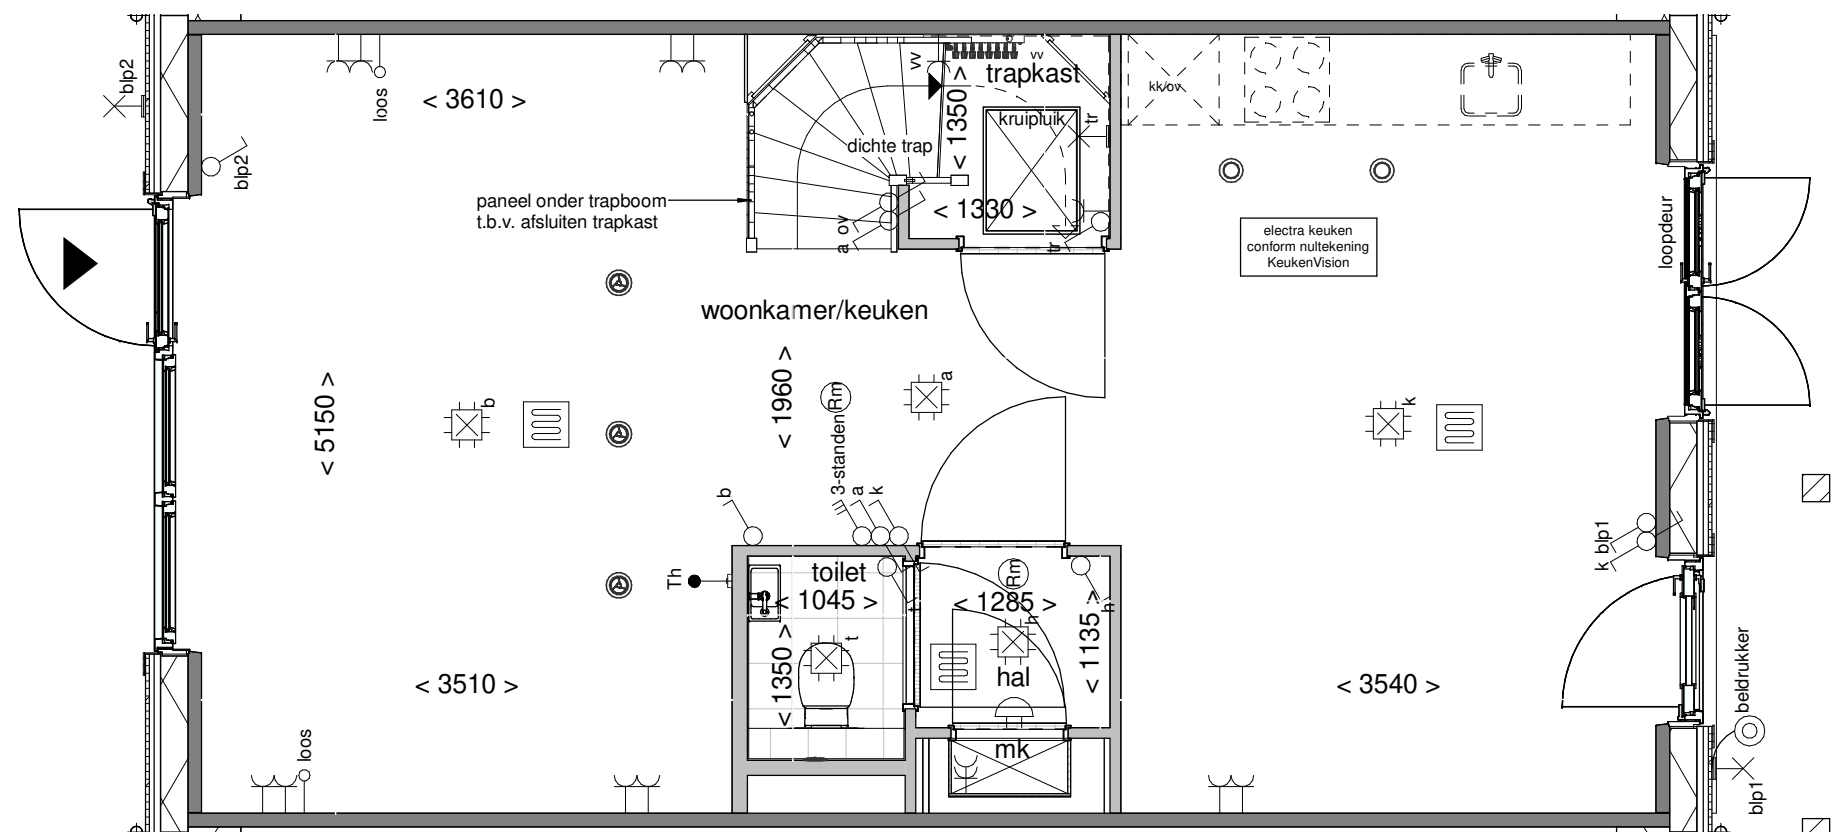 blp2
loos
< 3610 >
vv
< 1350 >
vv
trapkast
kk/ov
kruipluik
tr
dichte trap
blp2
paneel onder trapboom
t.b.v. afsluiten trapkast
a ov
< 1330 >
tr
electra keuken
conform nultekening
KeukenVision
loopdeur
woonkamer/keuken
< 5150 >
b
< 1960 >
3-standen
Rm
a
k
b
a
k
k blp1
Th
toilet
< 1045 >
t
Rm
< 1285 >
h
h
< 1350 >
t
< 1135 >
hal
< 3510 >
< 3540 >
beldrukker
loos
mk
blp1